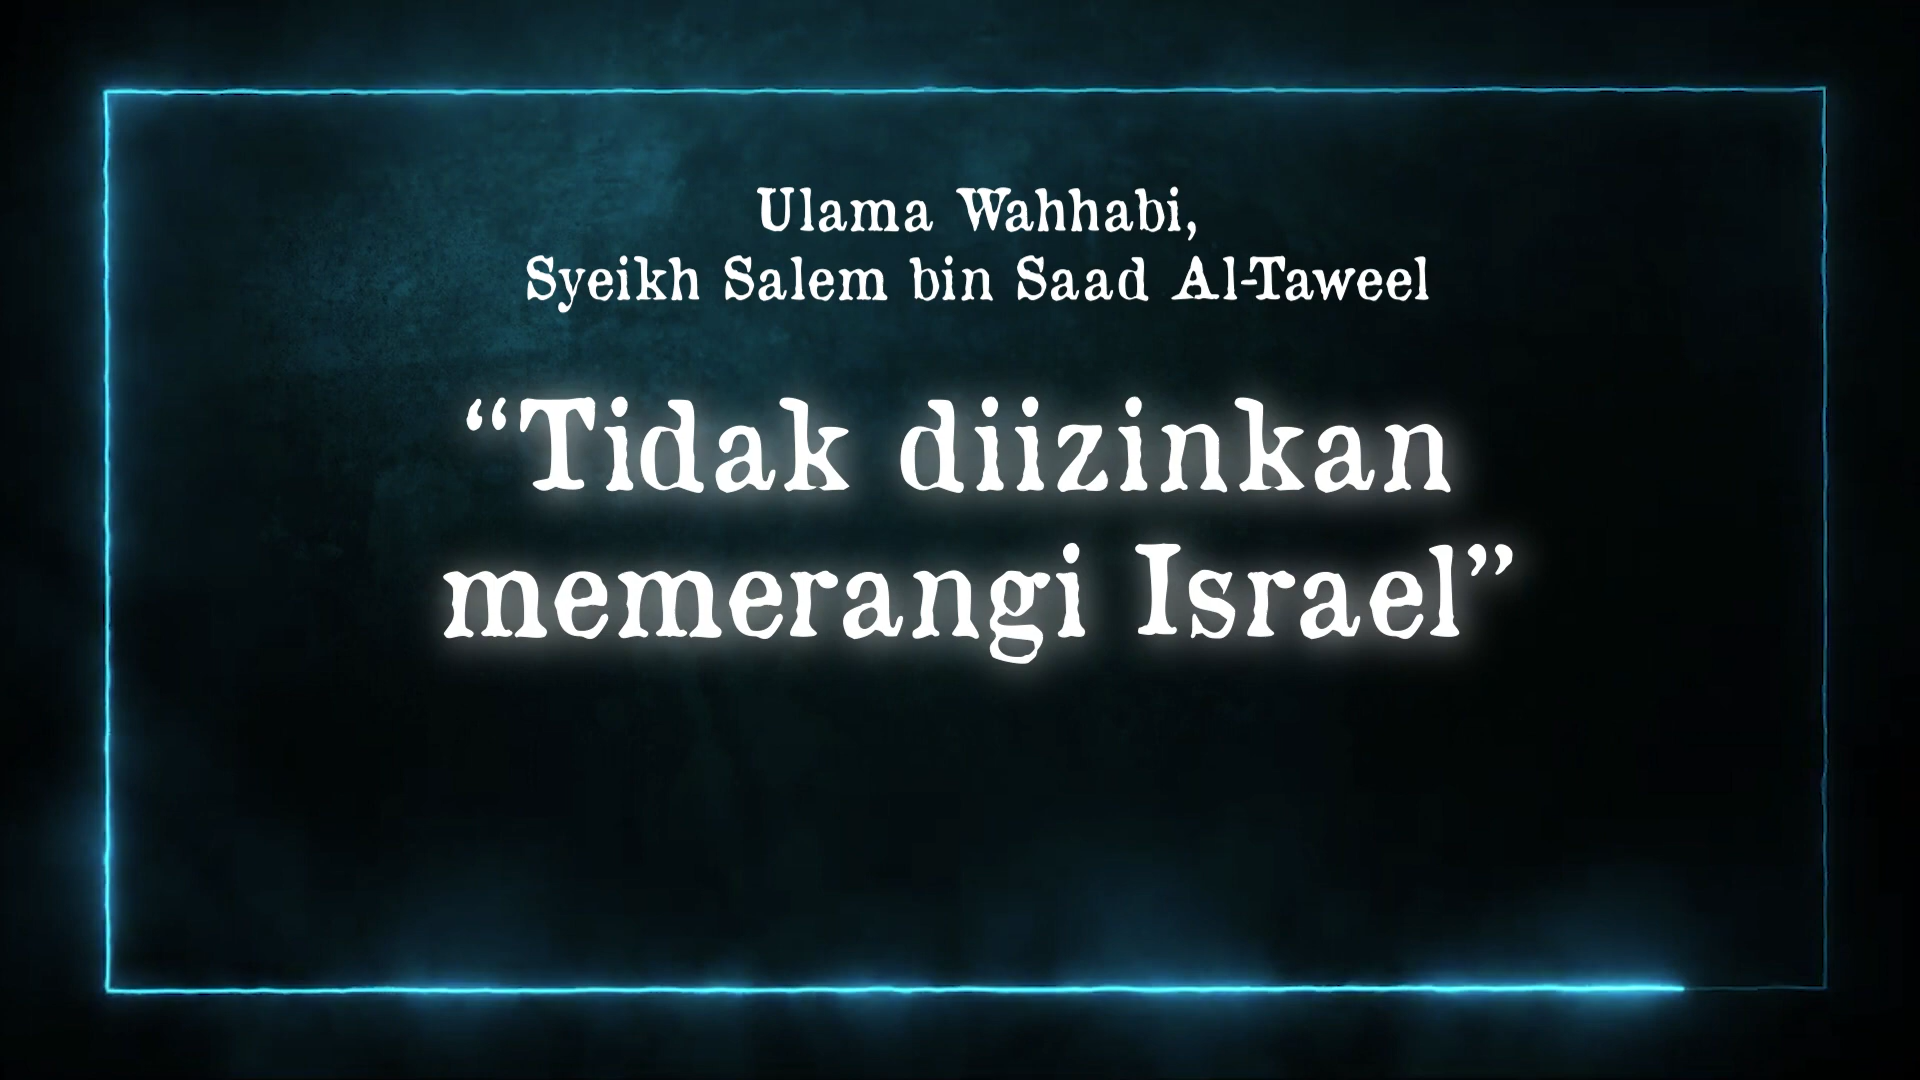 Ulama Wahhabi,
Syeikh Salem bin Saad Al-Taweel
“Tidak diizinkan
memerangi Israel”